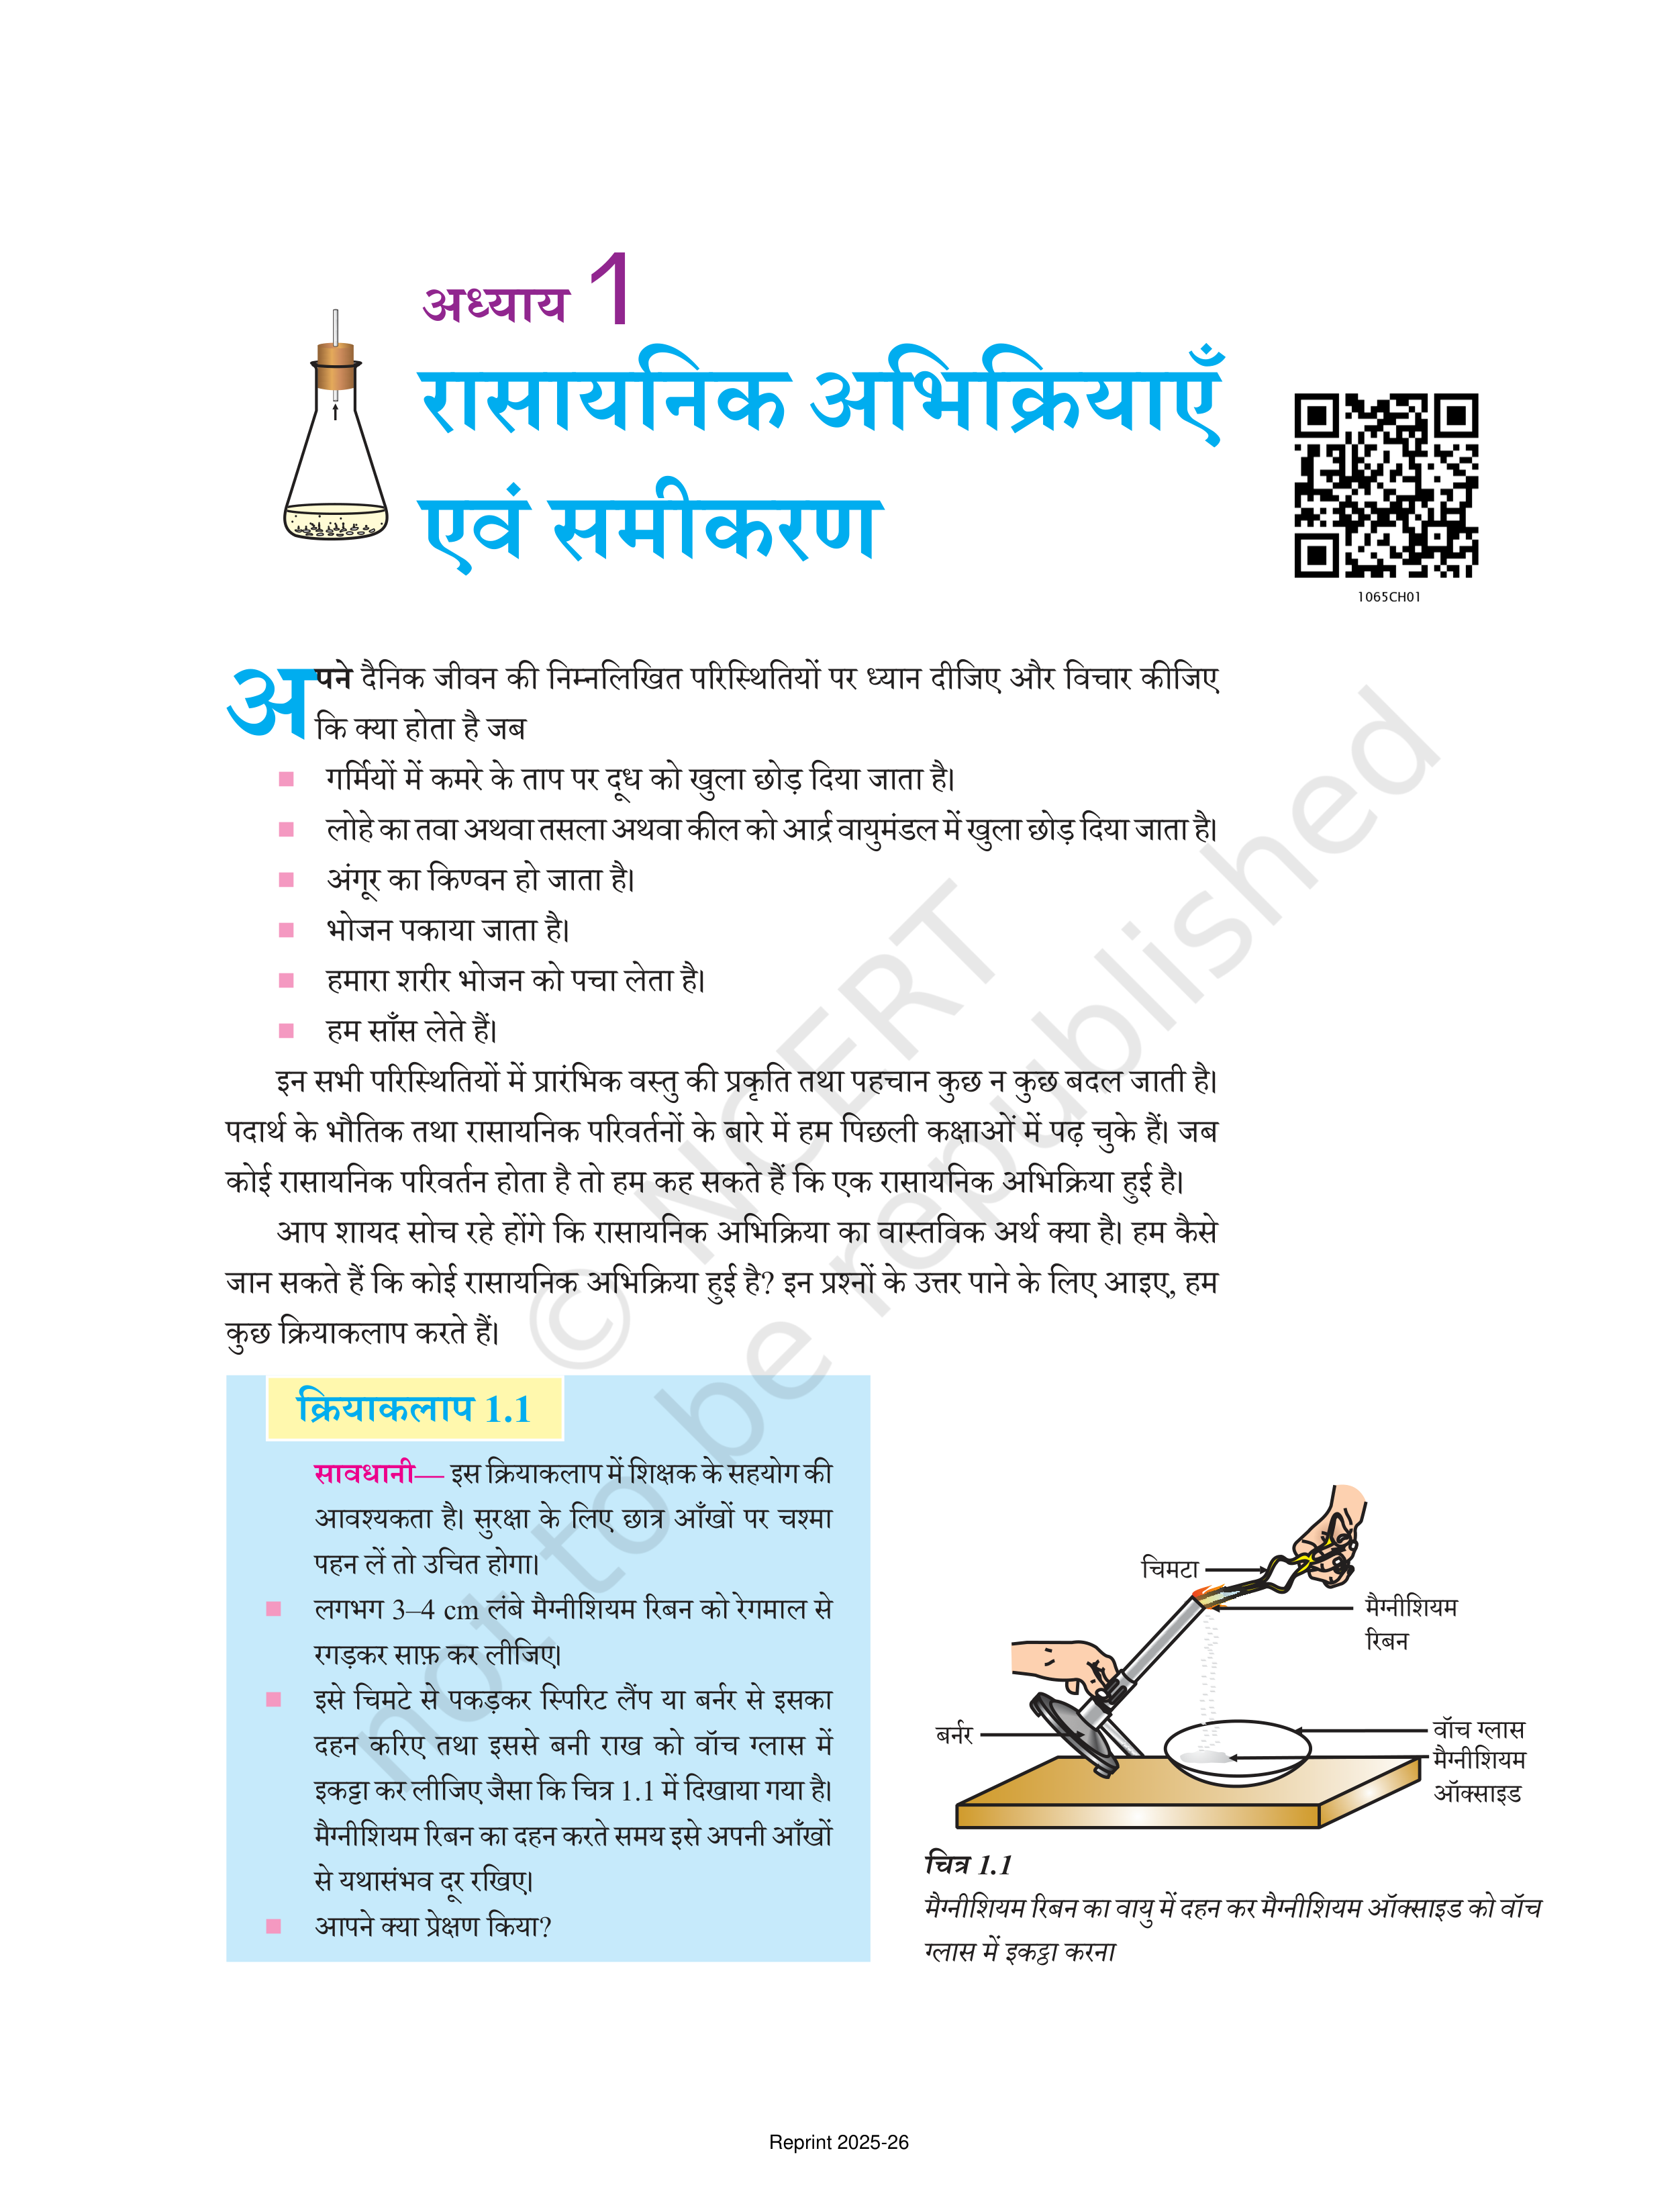 अध्याय 1
रासायनिक अभिक्रियाएँ
एवं समीकरण
1065CH01
अपने दैनिक जीवन की निम्नलिखित परिस्थितियों पर ध्यान दीजिए और विचार कीजिए
कि क्या होता है जब
■ गर्मियों में कमरे के ताप पर दूध को खुला छोड़ दिया जाता है।
■ लोहे का तवा अथवा तसला अथवा कील को आर्द्र वायुमंडल में खुला छोड़ दिया जाता है।
■ अंगूर का किण्वन हो जाता है।
■ भोजन पकाया जाता है।
■ हमारा शरीर भोजन को पचा लेता है।
■ हम साँस लेते हैं।
इन सभी परिस्थितियों में प्रारंभिक वस्तु की प्रकृति तथा पहचान कुछ न कुछ बदल जाती है।
पदार्थ के भौतिक तथा रासायनिक परिवर्तनों के बारे में हम पिछली कक्षाओं में पढ़ चुके हैं। जब
कोई रासायनिक परिवर्तन होता है तो हम कह सकते हैं कि एक रासायनिक अभिक्रिया हुई है।
आप शायद सोच रहे होंगे कि रासायनिक अभिक्रिया का वास्तविक अर्थ क्या है। हम कैसे
जान सकते हैं कि कोई रासायनिक अभिक्रिया हुई है? इन प्रश्नों के उत्तर पाने के लिए आइए, हम
कुछ क्रियाकलाप करते हैं।
क्रियाकलाप 1.1
सावधानी— इस क्रियाकलाप में शिक्षक के सहयोग की
आवश्यकता है। सुरक्षा के लिए छात्र आँखों पर चश्मा
पहन लें तो उचित होगा।
■ लगभग 3–4 cm लंबे मैग्नीशियम रिबन को रेगमाल से
रगड़कर साफ़ कर लीजिए।
■ इसे चिमटे से पकड़कर स्पिरिट लैंप या बर्नर से इसका
दहन करिए तथा इससे बनी राख को वॉच ग्लास में
इकट्ठा कर लीजिए जैसा कि चित्र 1.1 में दिखाया गया है।
मैग्नीशियम रिबन का दहन करते समय इसे अपनी आँखों
से यथासंभव दूर रखिए।
■ आपने क्या प्रेक्षण किया?
चिमटा
मैग्नीशियम
रिबन
बर्नर
वॉच ग्लास
मैग्नीशियम
ऑक्साइड
चित्र 1.1
मैग्नीशियम रिबन का वायु में दहन कर मैग्नीशियम ऑक्साइड को वॉच
ग्लास में इकट्ठा करना
© NCERT
not to be republished
Reprint 2025-26